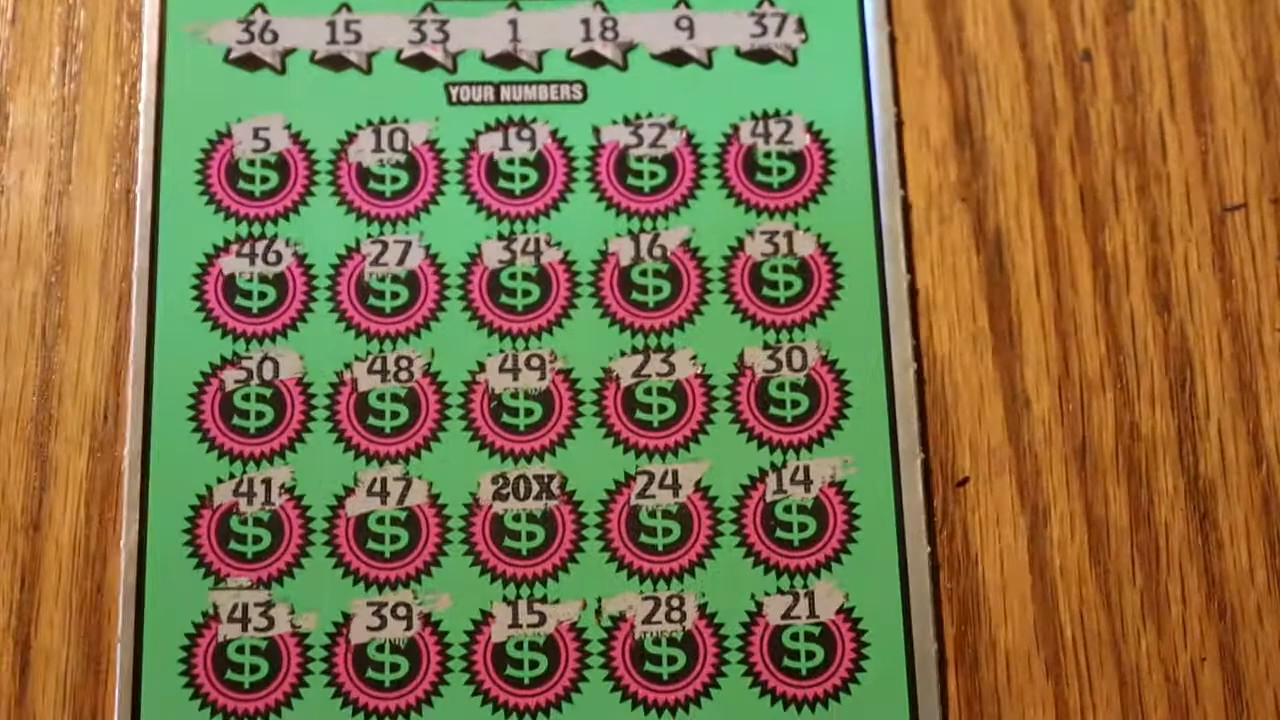 36 15 33 1 18 9 37
YOUR NUMBERS
5 10 19 32 42
$ $ $ $ $
46 27 34 16 31
$ $ $ $ $
50 48 49 23 30
$ $ $ $ $
41 47 20X 24 14
$ $ $ $ $
43 39 15 28 21
$ $ $ $ $